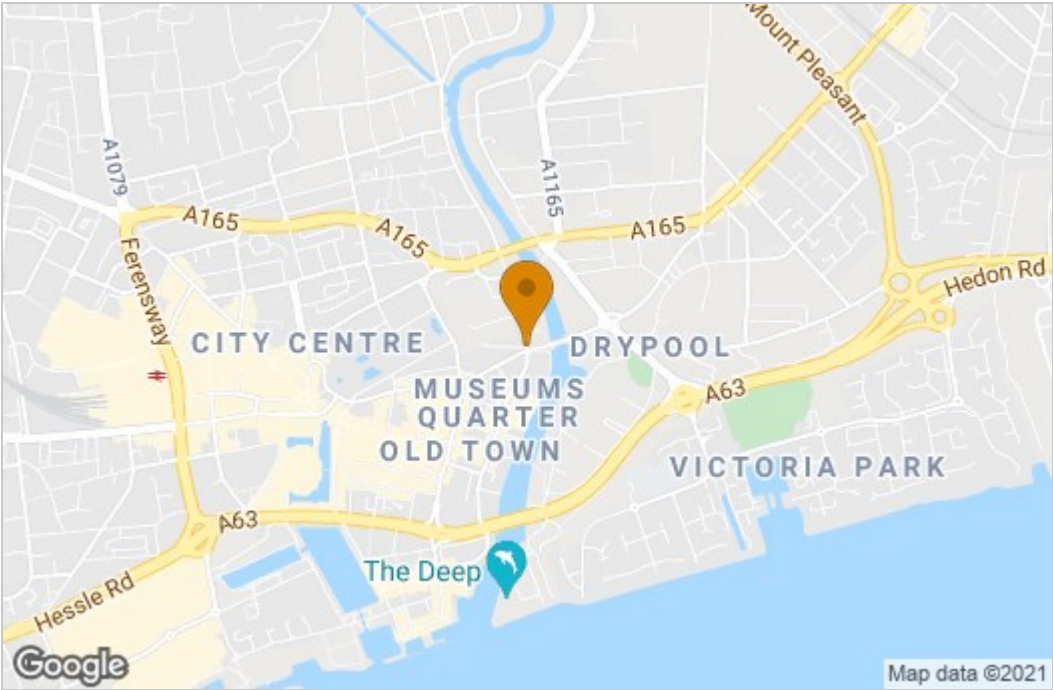 Mount Pleasant
A1079
A1165
A165
A165
A165
Ferensway
Hedon Rd
CITY CENTRE
DRYPOOL
MUSEUMS
QUARTER
A63
OLD TOWN
VICTORIA PARK
A63
The Deep
Hessle Rd
Google
Map data ©2021